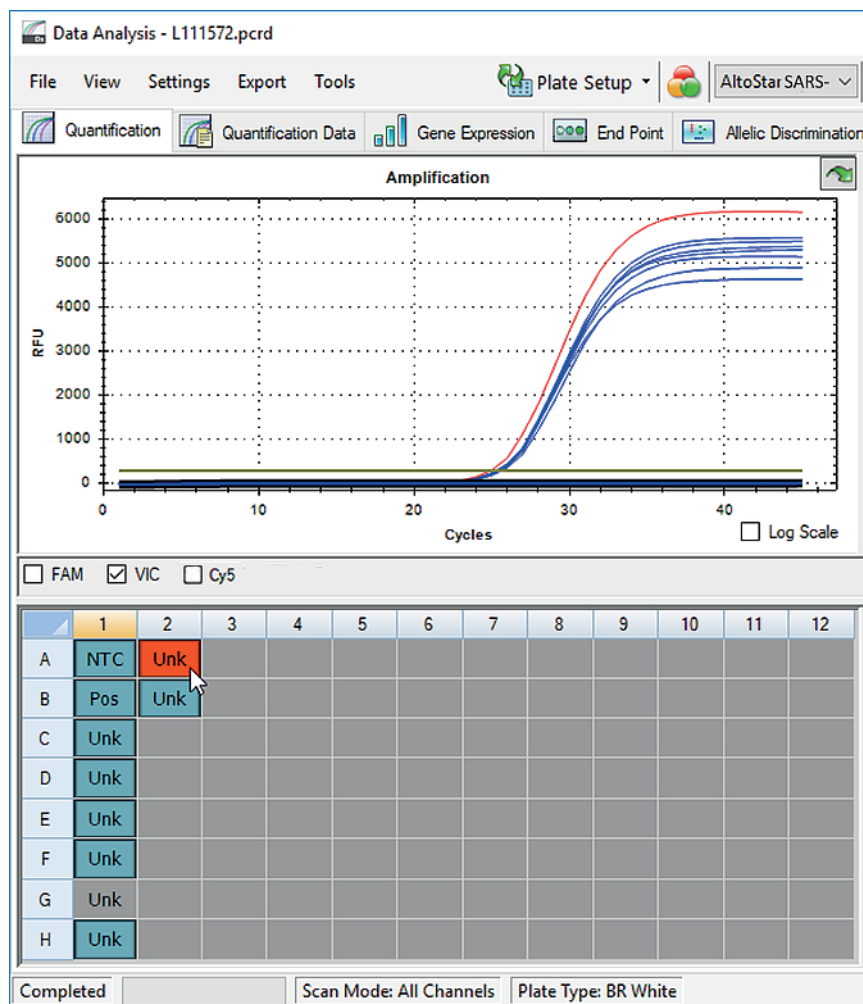 Data Analysis - L111572.pcrd
File View Settings Export Tools Plate Setup AltoStar SARS-
Quantification Quantification Data Gene Expression End Point Allelic Discrimination
Amplification
6000
5000
4000
3000
2000
1000
0
RFU
0 10 20 30 40
Cycles
Log Scale
FAM VIC Cy5
1 2 3 4 5 6 7 8 9 10 11 12
A NTC Unk
B Pos Unk
C Unk
D Unk
E Unk
F Unk
G Unk
H Unk
Completed Scan Mode: All Channels Plate Type: BR White